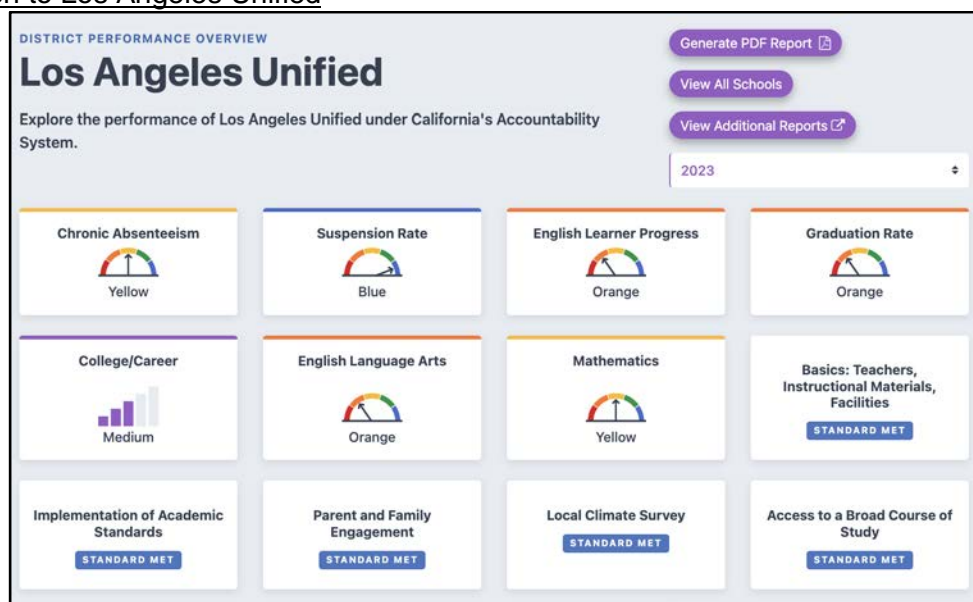 to Los Angeles Unified
DISTRICT PERFORMANCE OVERVIEW
Los Angeles Unified
Explore the performance of Los Angeles Unified under California's Accountability
System.
Generate PDF Report
View All Schools
View Additional Reports
2023
Chronic Absenteeism
Yellow
Suspension Rate
Blue
English Learner Progress
Orange
Graduation Rate
Orange
College/Career
Medium
English Language Arts
Orange
Mathematics
Yellow
Basics: Teachers,
Instructional Materials,
Facilities
STANDARD MET
Implementation of Academic
Standards
STANDARD MET
Parent and Family
Engagement
STANDARD MET
Local Climate Survey
STANDARD MET
Access to a Broad Course of
Study
STANDARD MET